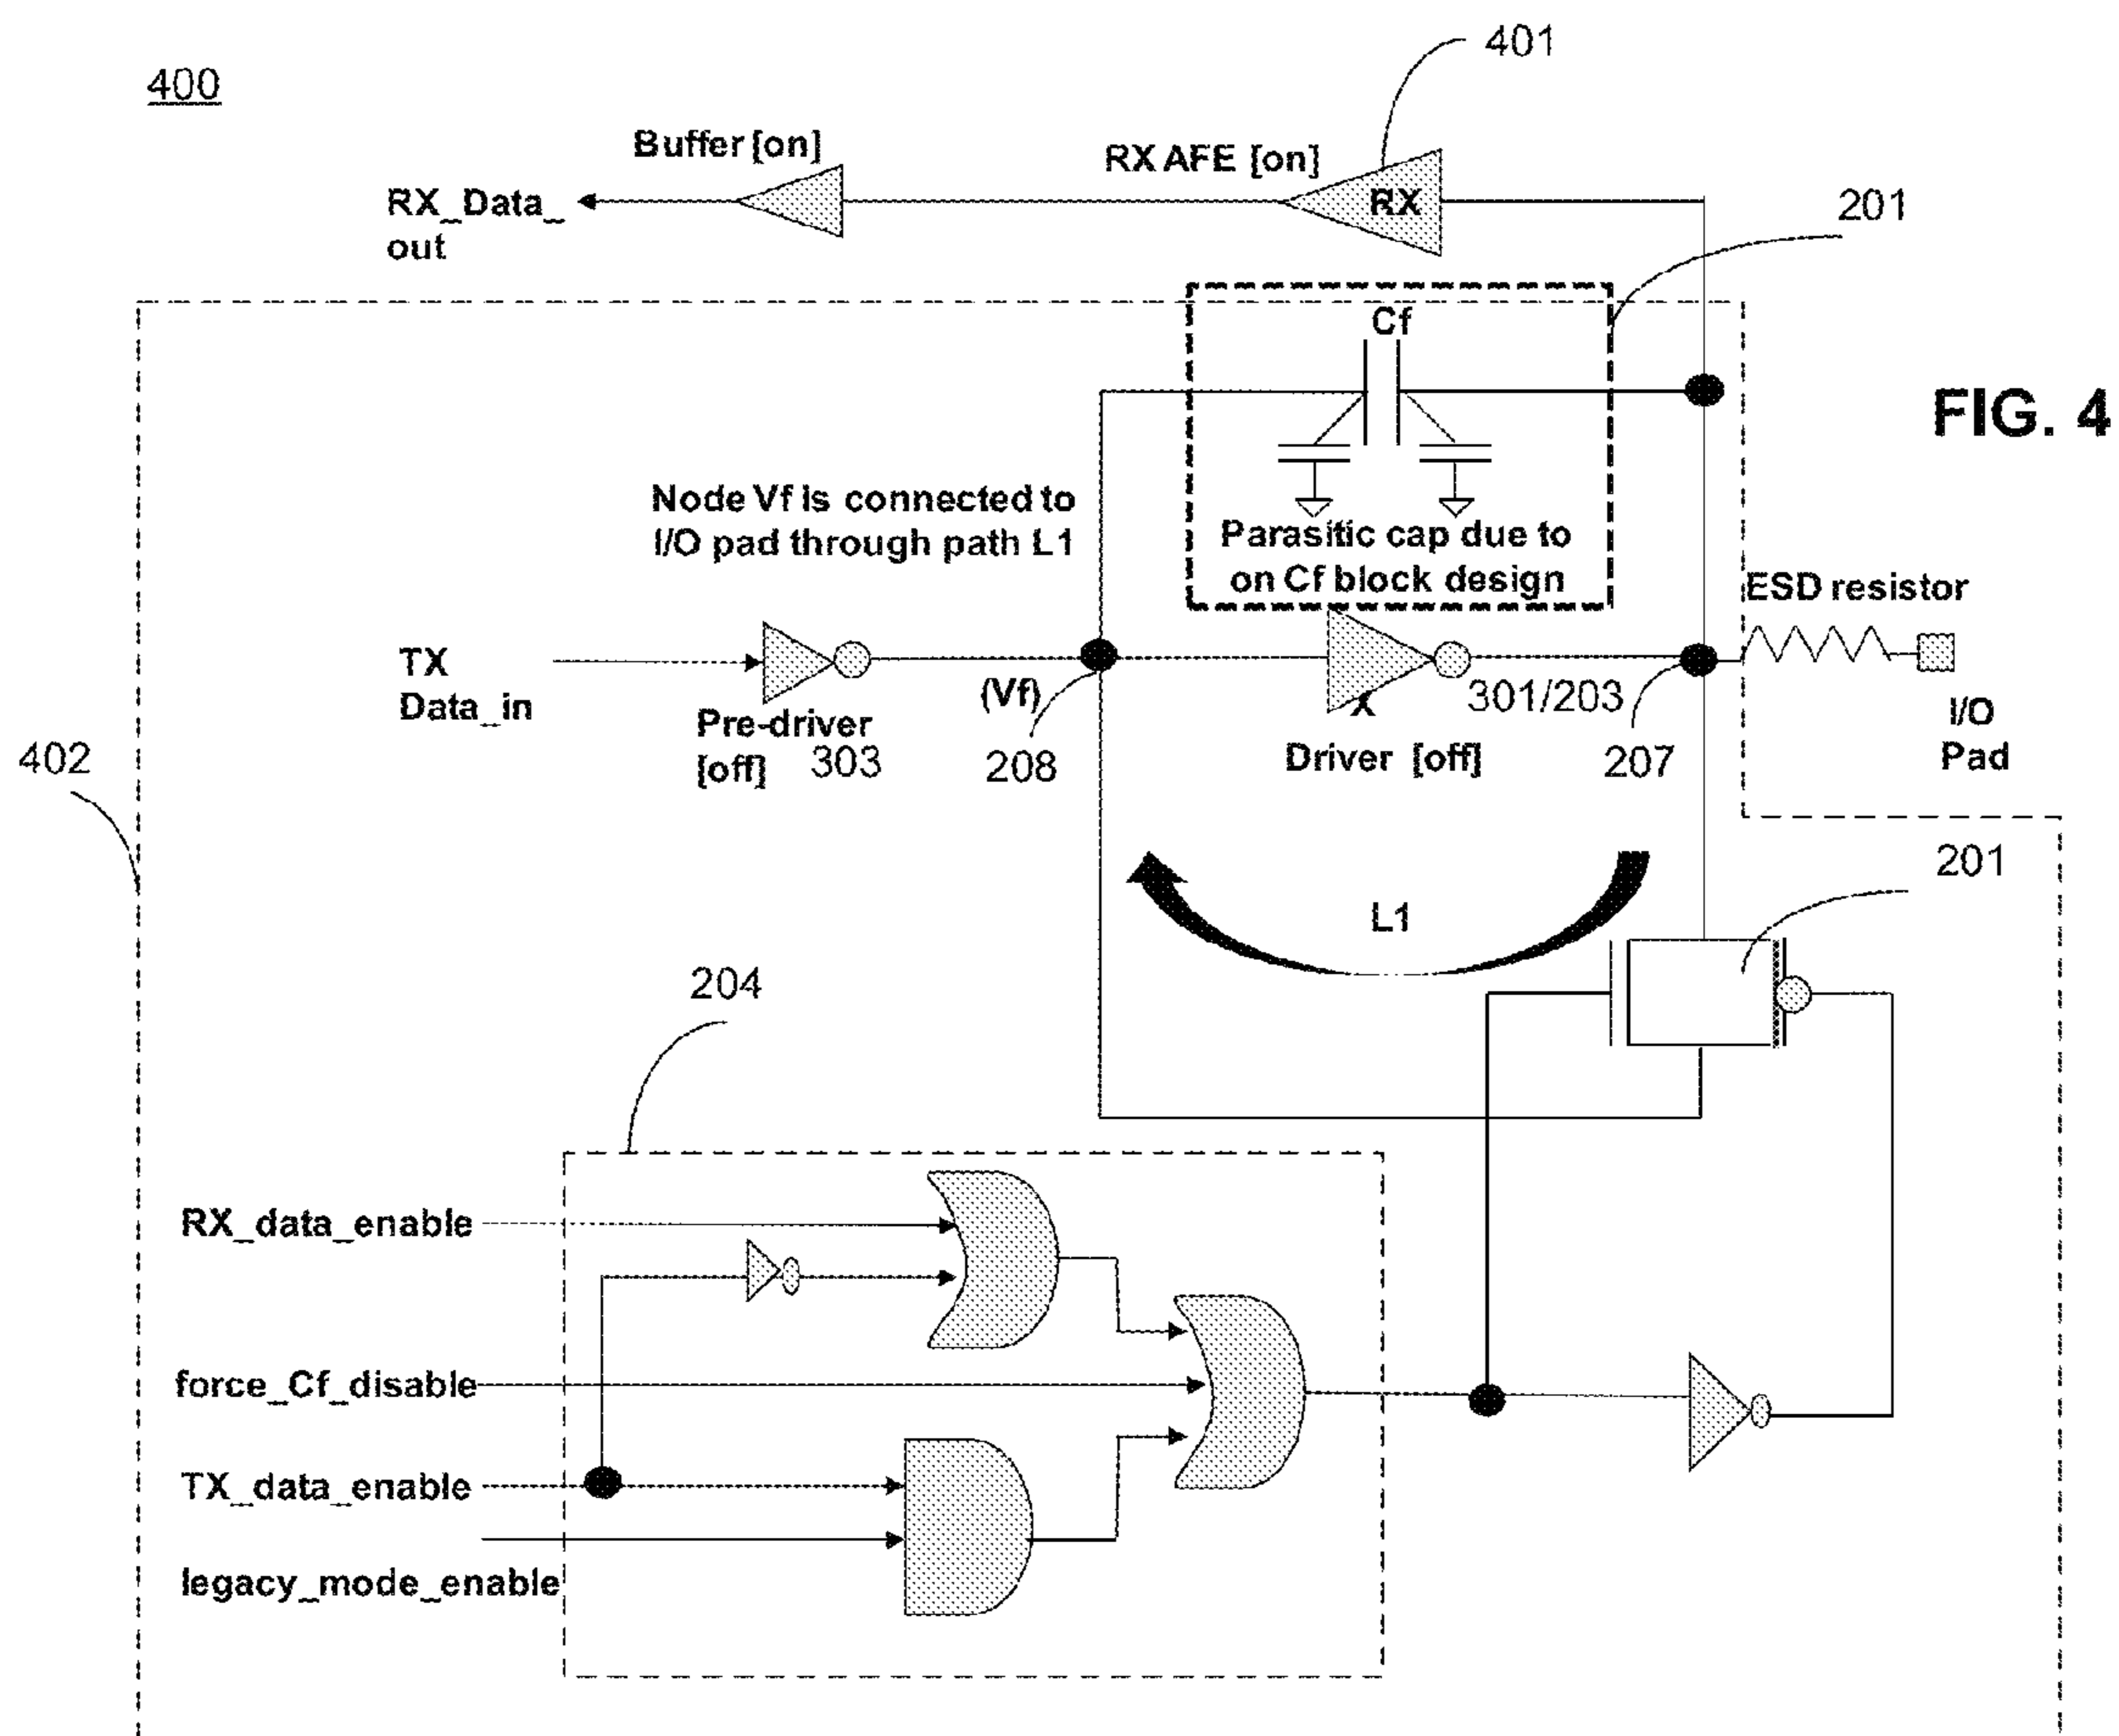 401
400
Buffer [on]
RX AFE [on]
RX_Data_
out
RX
201
Cf
FIG. 4
Node Vf is connected to
I/O pad through path L1
Parasitic cap due to
on Cf block design
ESD resistor
TX
Data_in
(Vf)
301/203
X
Pre-driver
[off] 303
208
Driver [off]
207
I/O
Pad
402
201
L1
204
RX_data_enable
force_Cf_disable
TX_data_enable
legacy_mode_enable